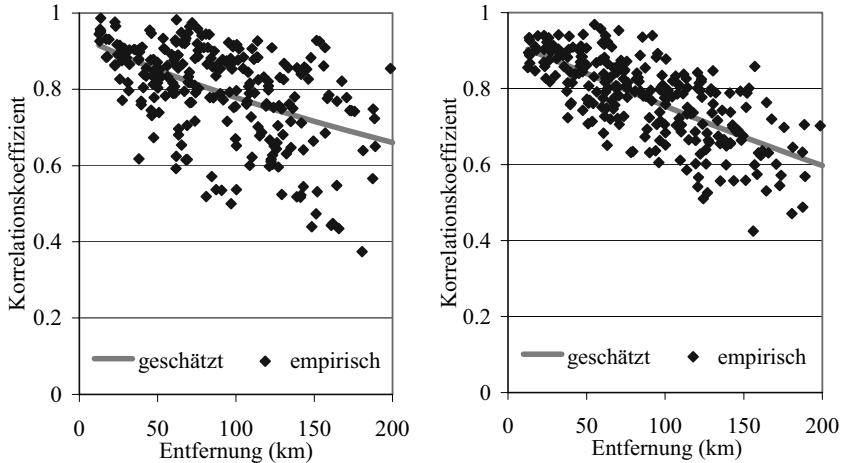 1
0.8
0.6
0.4
0.2
0
Korrelationskoeffizient
geschätzt empirisch
0 50 100 150 200
Entfernung (km)
1
0.8
0.6
0.4
0.2
0
Korrelationskoeffizient
geschätzt empirisch
0 50 100 150 200
Entfernung (km)